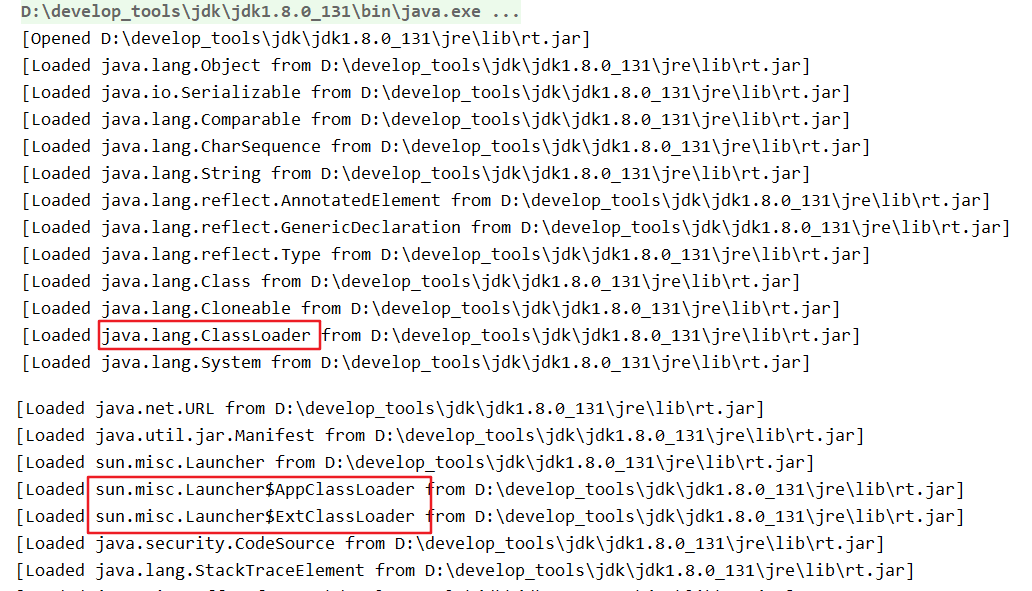 D:\develop_tools\jdk\jdk1.8.0_131\bin\java.exe ...
[Opened D:\develop_tools\jdk\jdk1.8.0_131\jre\lib\rt.jar]
[Loaded java.lang.Object from D:\develop_tools\jdk\jdk1.8.0_131\jre\lib\rt.jar]
[Loaded java.io.Serializable from D:\develop_tools\jdk\jdk1.8.0_131\jre\lib\rt.jar]
[Loaded java.lang.Comparable from D:\develop_tools\jdk\jdk1.8.0_131\jre\lib\rt.jar]
[Loaded java.lang.CharSequence from D:\develop_tools\jdk\jdk1.8.0_131\jre\lib\rt.jar]
[Loaded java.lang.String from D:\develop_tools\jdk\jdk1.8.0_131\jre\lib\rt.jar]
[Loaded java.lang.reflect.AnnotatedElement from D:\develop_tools\jdk\jdk1.8.0_131\jre\lib\rt.jar]
[Loaded java.lang.reflect.GenericDeclaration from D:\develop_tools\jdk\jdk1.8.0_131\jre\lib\rt.jar]
[Loaded java.lang.reflect.Type from D:\develop_tools\jdk\jdk1.8.0_131\jre\lib\rt.jar]
[Loaded java.lang.Class from D:\develop_tools\jdk\jdk1.8.0_131\jre\lib\rt.jar]
[Loaded java.lang.Cloneable from D:\develop_tools\jdk\jdk1.8.0_131\jre\lib\rt.jar]
[Loaded java.lang.ClassLoader from D:\develop_tools\jdk\jdk1.8.0_131\jre\lib\rt.jar]
[Loaded java.lang.System from D:\develop_tools\jdk\jdk1.8.0_131\jre\lib\rt.jar]
[Loaded java.net.URL from D:\develop_tools\jdk\jdk1.8.0_131\jre\lib\rt.jar]
[Loaded java.util.jar.Manifest from D:\develop_tools\jdk\jdk1.8.0_131\jre\lib\rt.jar]
[Loaded sun.misc.Launcher from D:\develop_tools\jdk\jdk1.8.0_131\jre\lib\rt.jar]
[Loaded sun.misc.Launcher$AppClassLoader from D:\develop_tools\jdk\jdk1.8.0_131\jre\lib\rt.jar]
[Loaded sun.misc.Launcher$ExtClassLoader from D:\develop_tools\jdk\jdk1.8.0_131\jre\lib\rt.jar]
[Loaded java.security.CodeSource from D:\develop_tools\jdk\jdk1.8.0_131\jre\lib\rt.jar]
[Loaded java.lang.StackTraceElement from D:\develop_tools\jdk\jdk1.8.0_131\jre\lib\rt.jar]